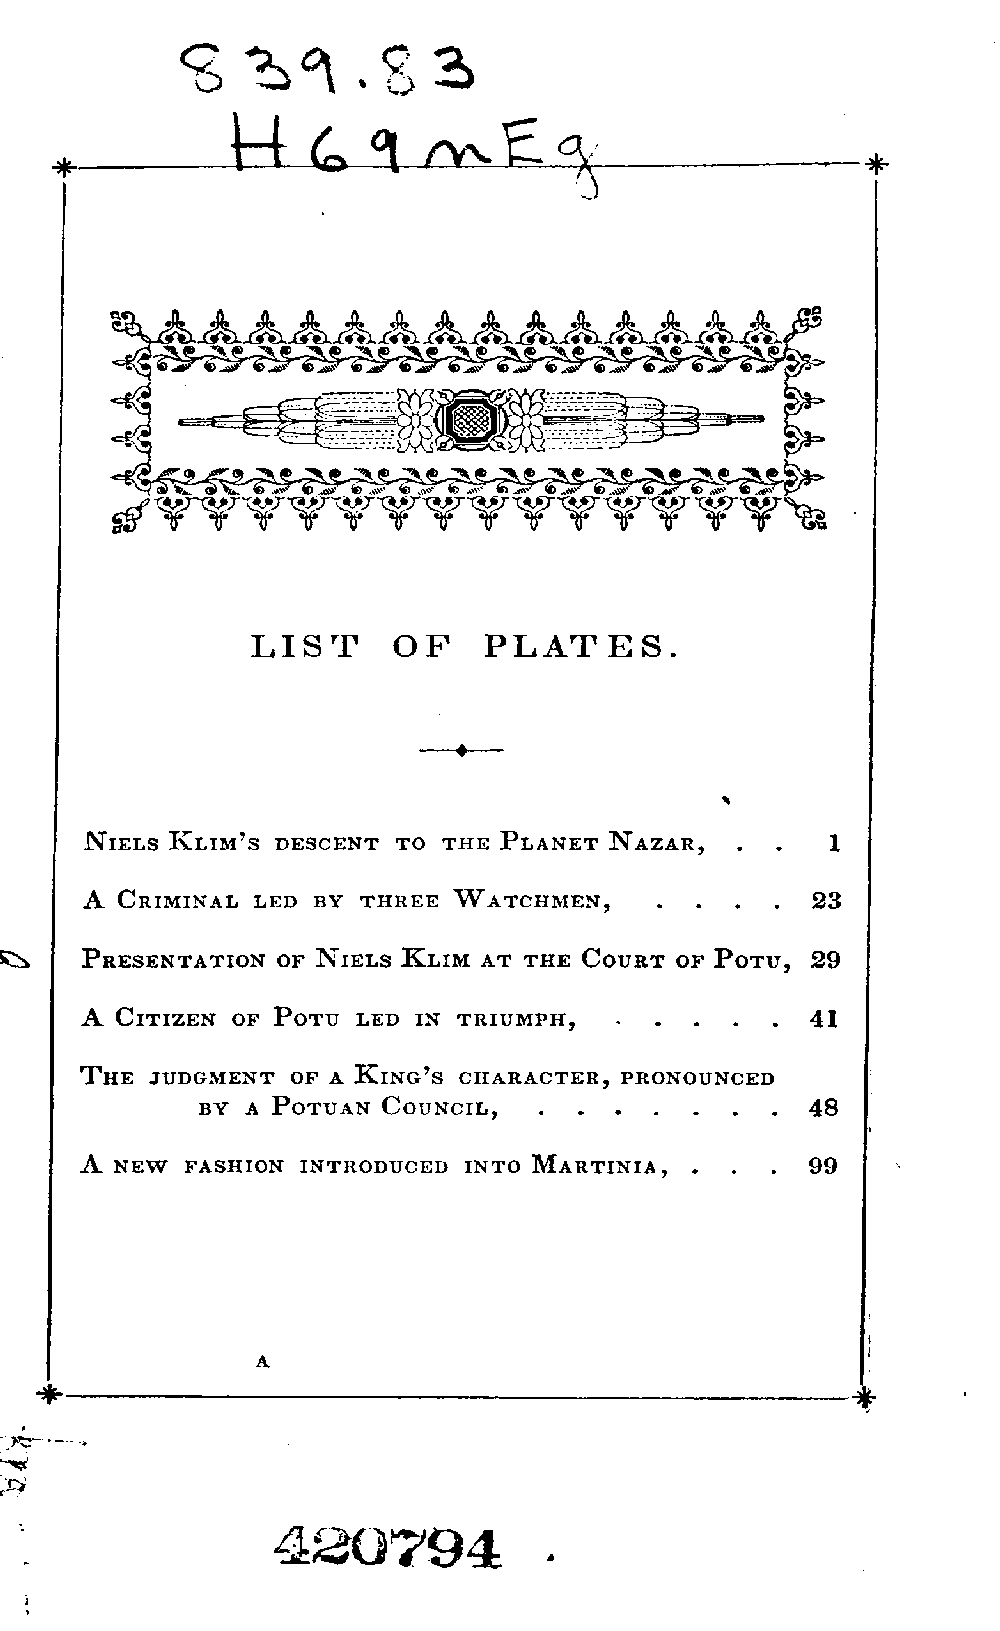 839.83
H69nEg
LIST OF PLATES.
NIELS KLIM'S DESCENT TO THE PLANET NAZAR, . . 1
A CRIMINAL LED BY THREE WATCHMEN, . . . . 23
PRESENTATION OF NIELS KLIM AT THE COURT OF POTU, 29
A CITIZEN OF POTU LED IN TRIUMPH, . . . . . 41
THE JUDGMENT OF A KING'S CHARACTER, PRONOUNCED
BY A POTUAN COUNCIL, . . . . . . . 48
A NEW FASHION INTRODUCED INTO MARTINIA, . . . 99
A
420794